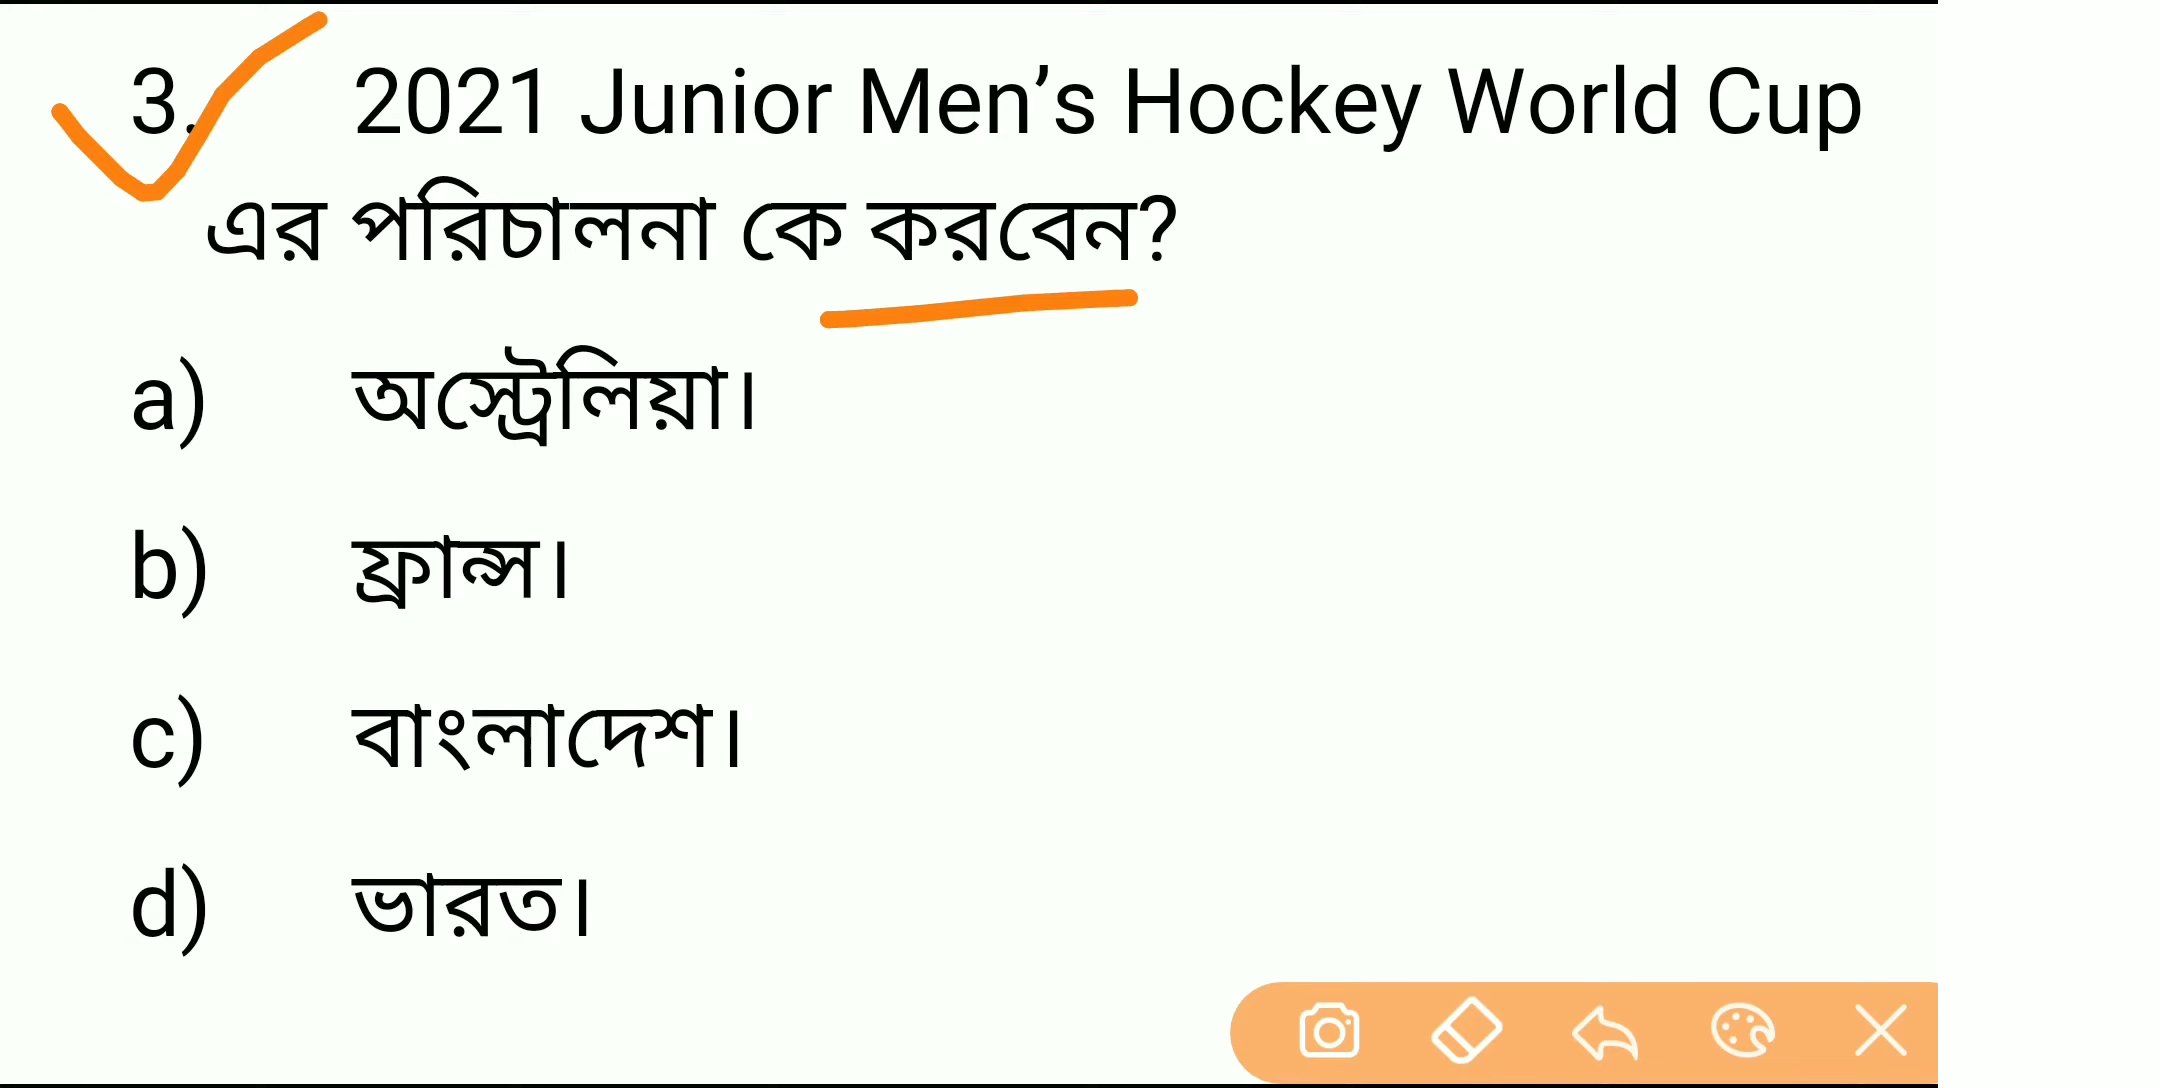 3. 2021 Junior Men’s Hockey World Cup
এর পরিচালনা কে করবেন?
a) অস্ট্রেলিয়া।
b) ফ্রান্স।
c) বাংলাদেশ।
d) ভারত।